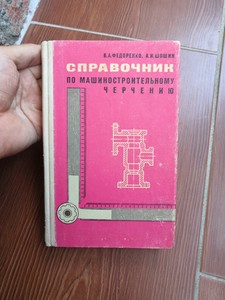 В.А.ФЕДОРЕНКО, А.И.ШОШИН
СПРАВОЧНИК
ПО МАШИНОСТРОИТЕЛЬНОМУ
ЧЕРЧЕНИЮ